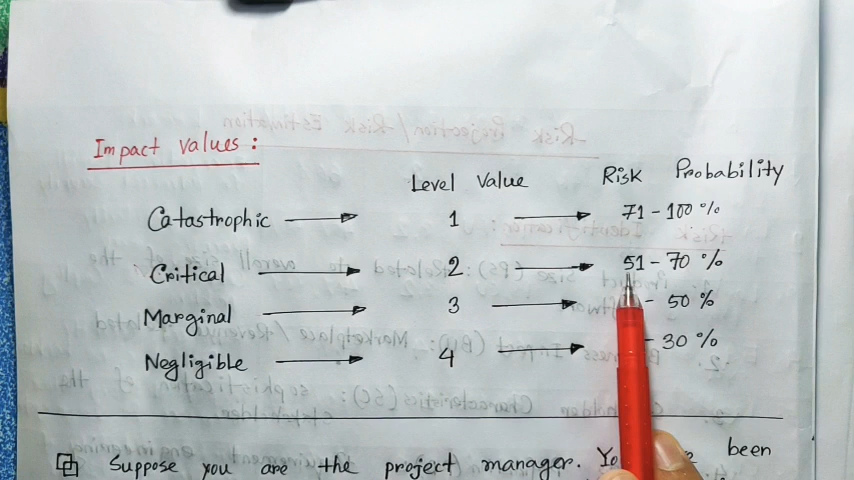 Impact values :
Level Value Risk Probability
Catastrophic 1 71 - 100 %
Critical 2 51 - 70 %
Marginal 3 - 50 %
Negligible 4 - 30 %
Suppose you are the project manager. been